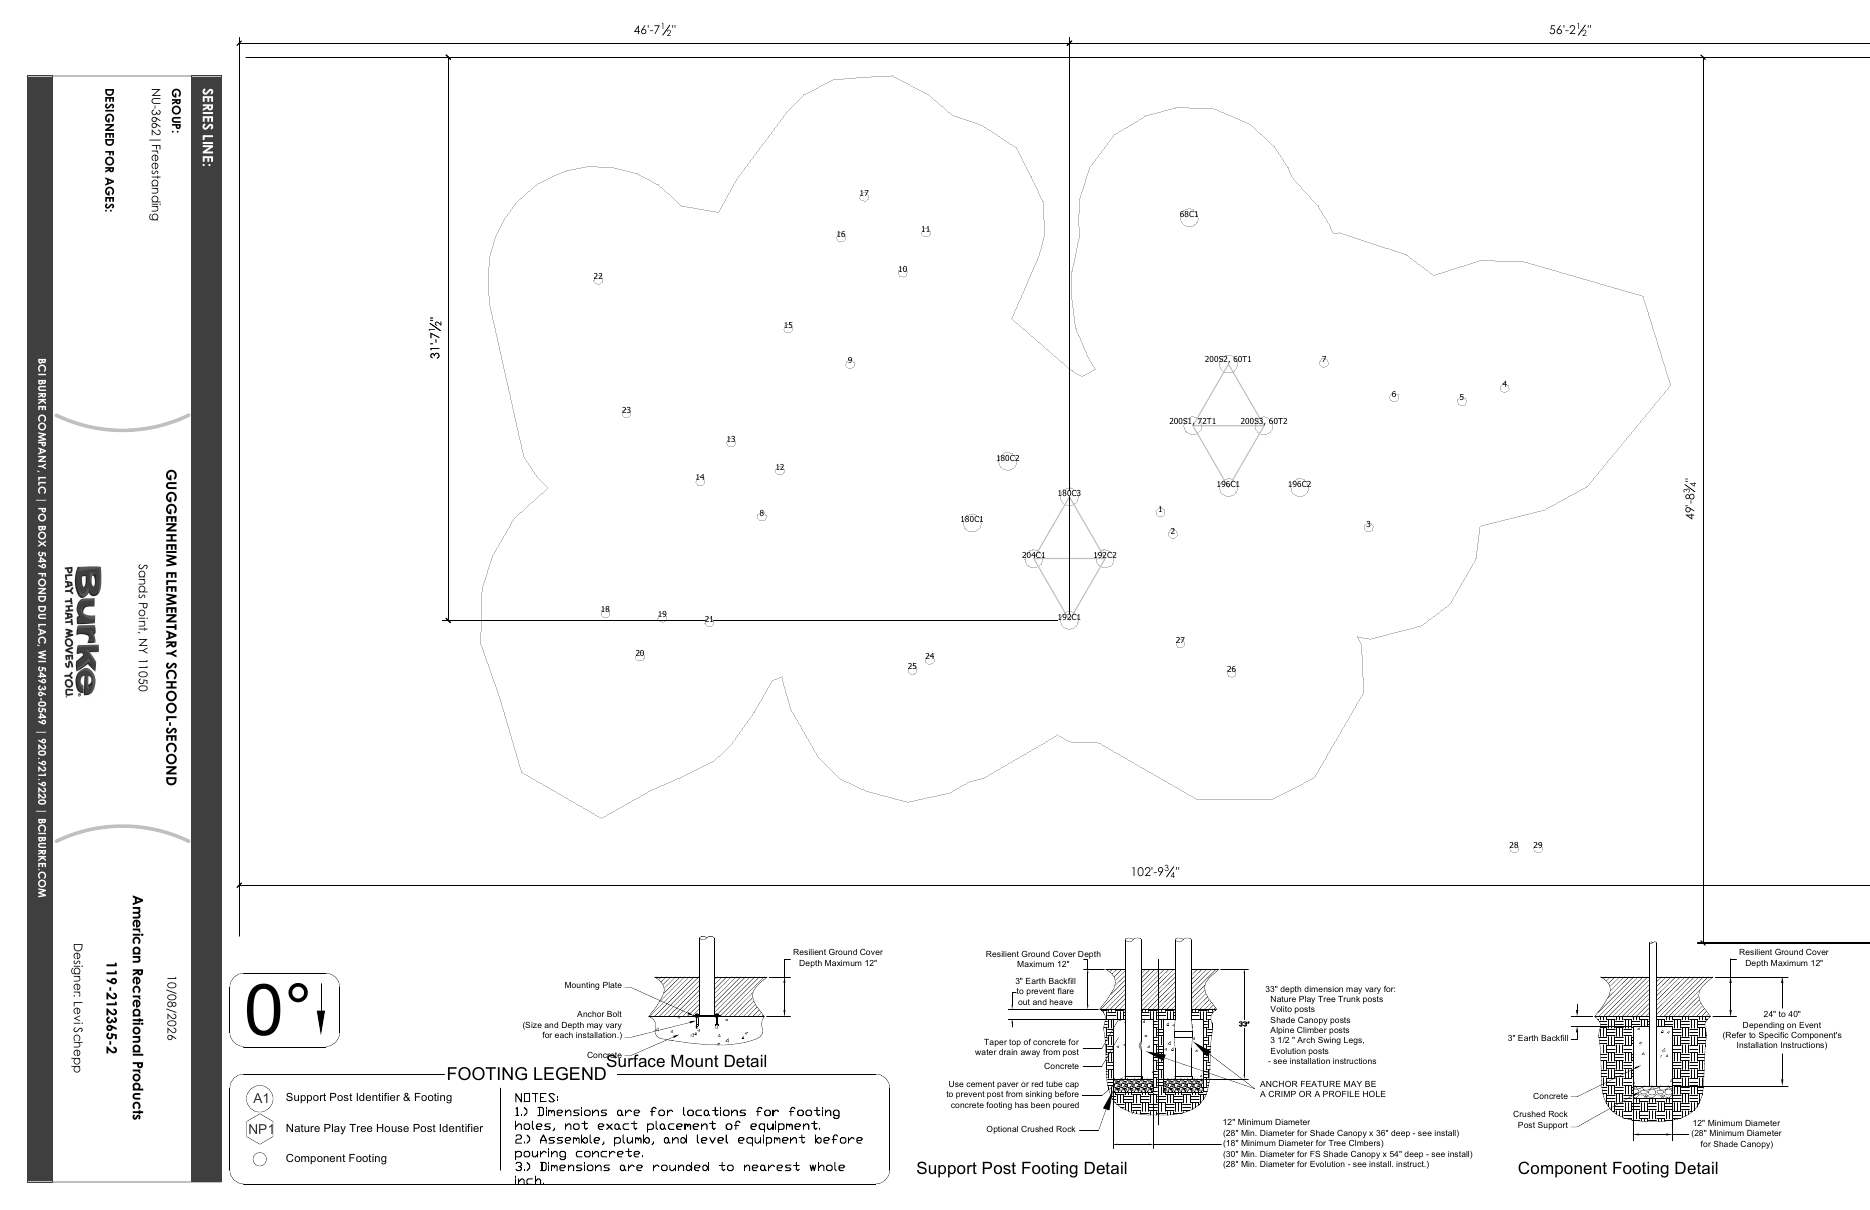 46'-7½"
56'-2½"
SERIES LINE:
GROUP:
NU-3662 | Freestanding
DESIGNED FOR AGES:
GUGGENHEIM ELEMENTARY SCHOOL-SECOND
Sands Point, NY 11050
Burke
PLAY THAT MOVES YOU.
BCI BURKE COMPANY, LLC | PO BOX 549 FOND DU LAC, WI 54936-0549 | 920.921.9220 | BCIBURKE.COM
10/08/2026
American Recreational Products
119-212365-2
Designer: Levi Schepp
31'-7½"
49'-8¾"
17
16
11
10
22
15
9
23
13
12
14
8
18
19
21
20
25
24
68C1
200S2, 60T1
7
6
5
4
200S1, 72T1
200S3, 60T2
180C2
180C3
196C1
196C2
180C1
1
2
3
204C1
192C2
192C1
27
26
28
29
102'-9¾"
0°
Resilient Ground Cover
Depth Maximum 12"
Mounting Plate
Anchor Bolt
(Size and Depth may vary
for each installation.)
Concrete
Surface Mount Detail
FOOTING LEGEND
A1
Support Post Identifier & Footing
NP1
Nature Play Tree House Post Identifier
Component Footing
NOTES:
1.) Dimensions are for locations for footing
holes, not exact placement of equipment.
2.) Assemble, plumb, and level equipment before
pouring concrete.
3.) Dimensions are rounded to nearest whole
inch.
Resilient Ground Cover Depth
Maximum 12"
3" Earth Backfill
to prevent flare
out and heave
Taper top of concrete for
water drain away from post
Concrete
Use cement paver or red tube cap
to prevent post from sinking before
concrete footing has been poured
Optional Crushed Rock
33"
33" depth dimension may vary for:
Nature Play Tree Trunk posts
Volito posts
Shade Canopy posts
Alpine Climber posts
3 1/2 " Arch Swing Legs,
Evolution posts
- see installation instructions
ANCHOR FEATURE MAY BE
A CRIMP OR A PROFILE HOLE
12" Minimum Diameter
(28" Min. Diameter for Shade Canopy x 36" deep - see install)
(18" Minimum Diameter for Tree Clmbers)
(30" Min. Diameter for FS Shade Canopy x 54" deep - see install)
(28" Min. Diameter for Evolution - see install. instruct.)
Support Post Footing Detail
Resilient Ground Cover
Depth Maximum 12"
3" Earth Backfill
24" to 40"
Depending on Event
(Refer to Specific Component's
Installation Instructions)
Concrete
Crushed Rock
Post Support
12" Minimum Diameter
(28" Minimum Diameter
for Shade Canopy)
Component Footing Detail